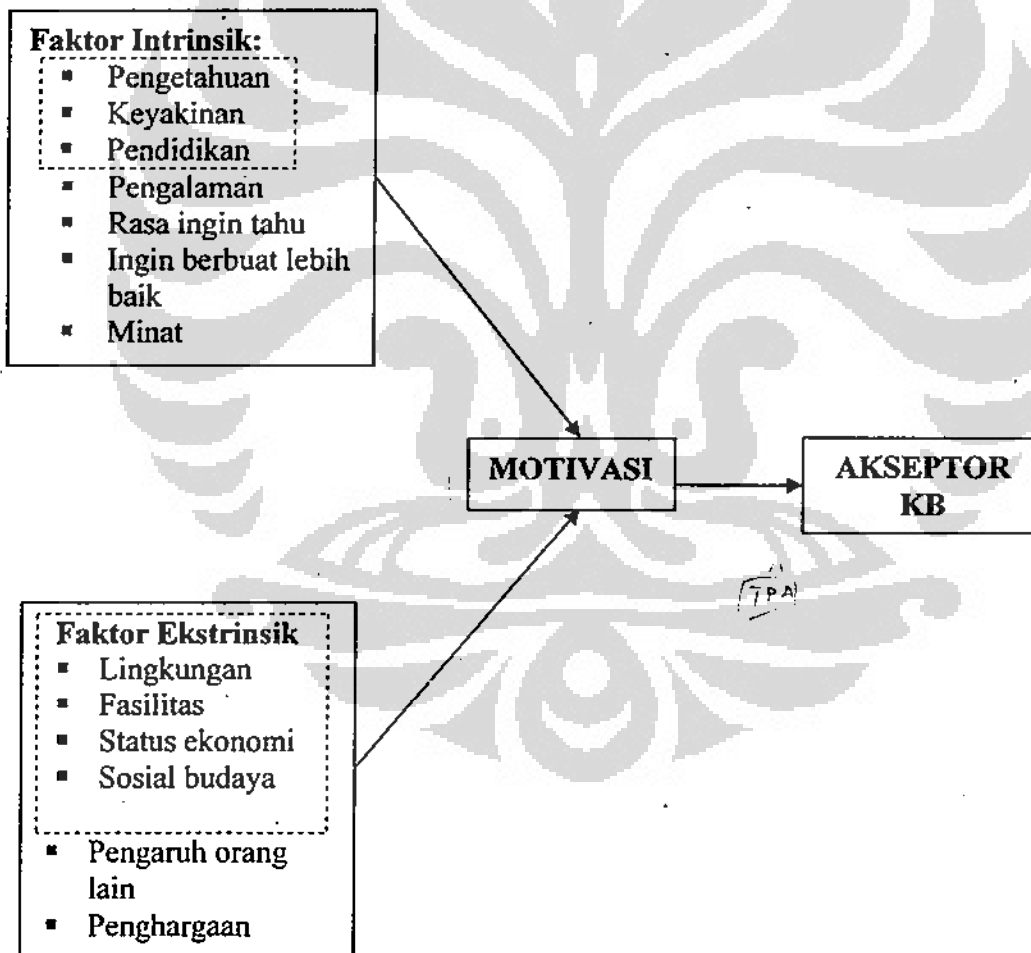 Faktor Intrinsik:
▪ Pengetahuan
▪ Keyakinan
▪ Pendidikan
▪ Pengalaman
▪ Rasa ingin tahu
▪ Ingin berbuat lebih
baik
▪ Minat
MOTIVASI
AKSEPTOR
KB
TPA
Faktor Ekstrinsik
▪ Lingkungan
▪ Fasilitas
▪ Status ekonomi
▪ Sosial budaya
▪ Pengaruh orang
lain
▪ Penghargaan